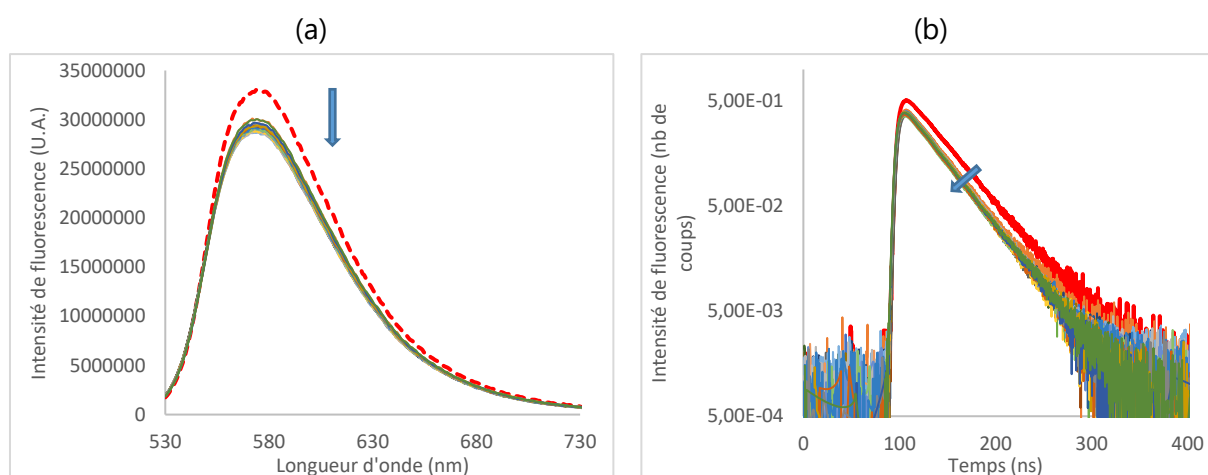 (a)
(b)
Intensité de fluorescence (U.A.)
35000000
30000000
25000000
20000000
15000000
10000000
5000000
0
530
580
630
680
730
Longueur d'onde (nm)
Intensité de fluorescence (nb de
coups)
5,00E-01
5,00E-02
5,00E-03
5,00E-04
0
100
200
300
400
Temps (ns)